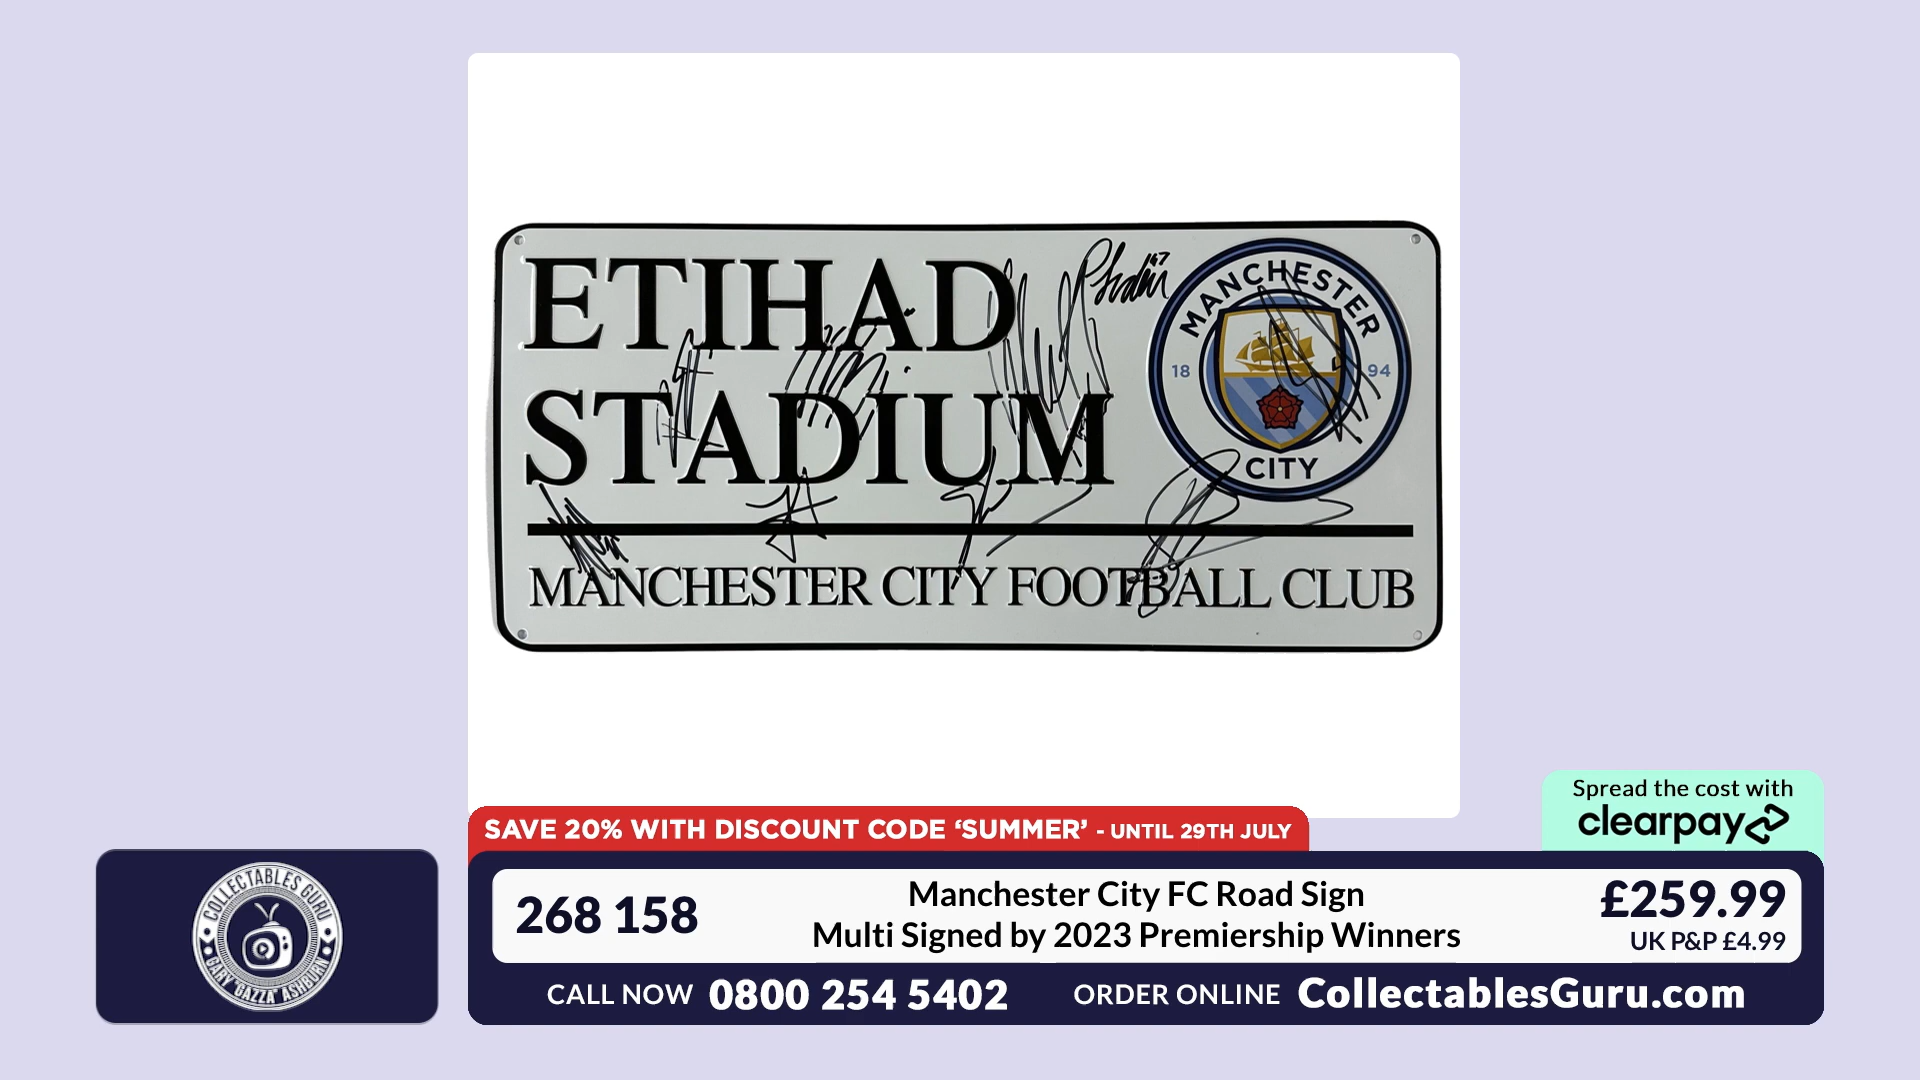 ETIHAD
STADIUM
MANCHESTER CITY FOOTBALL CLUB
47
MANCHESTER
18 94
CITY
Spread the cost with
clearpay
SAVE 20% WITH DISCOUNT CODE ‘SUMMER’ - UNTIL 29TH JULY
268 158
Manchester City FC Road Sign
Multi Signed by 2023 Premiership Winners
£259.99
UK P&P £4.99
CALL NOW 0800 254 5402 ORDER ONLINE CollectablesGuru.com
COLLECTABLES GURU
GARY "GAZZA" ASHBURN